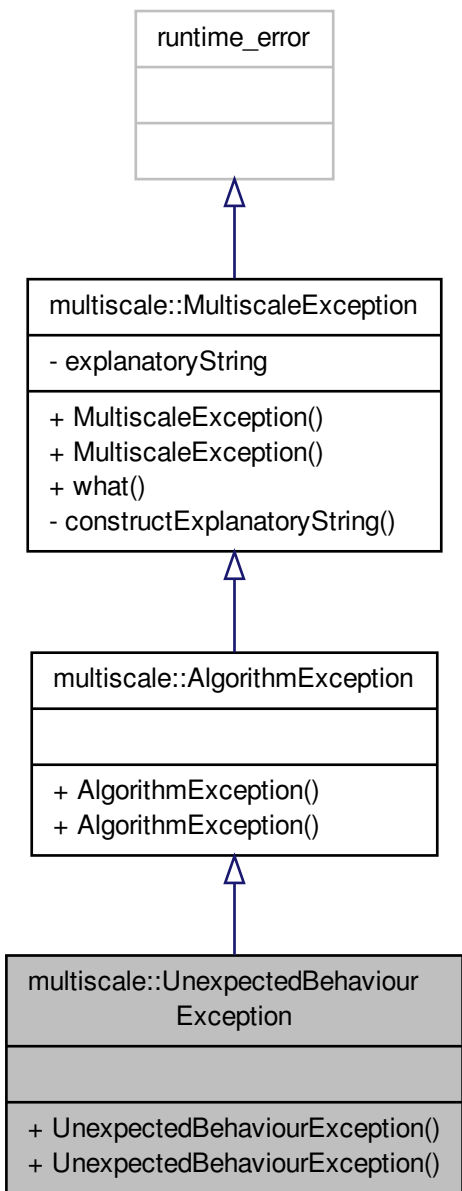 runtime_error
multiscale::MultiscaleException
- explanatoryString
+ MultiscaleException()
+ MultiscaleException()
+ what()
- constructExplanatoryString()
multiscale::AlgorithmException
+ AlgorithmException()
+ AlgorithmException()
multiscale::UnexpectedBehaviour
Exception
+ UnexpectedBehaviourException()
+ UnexpectedBehaviourException()